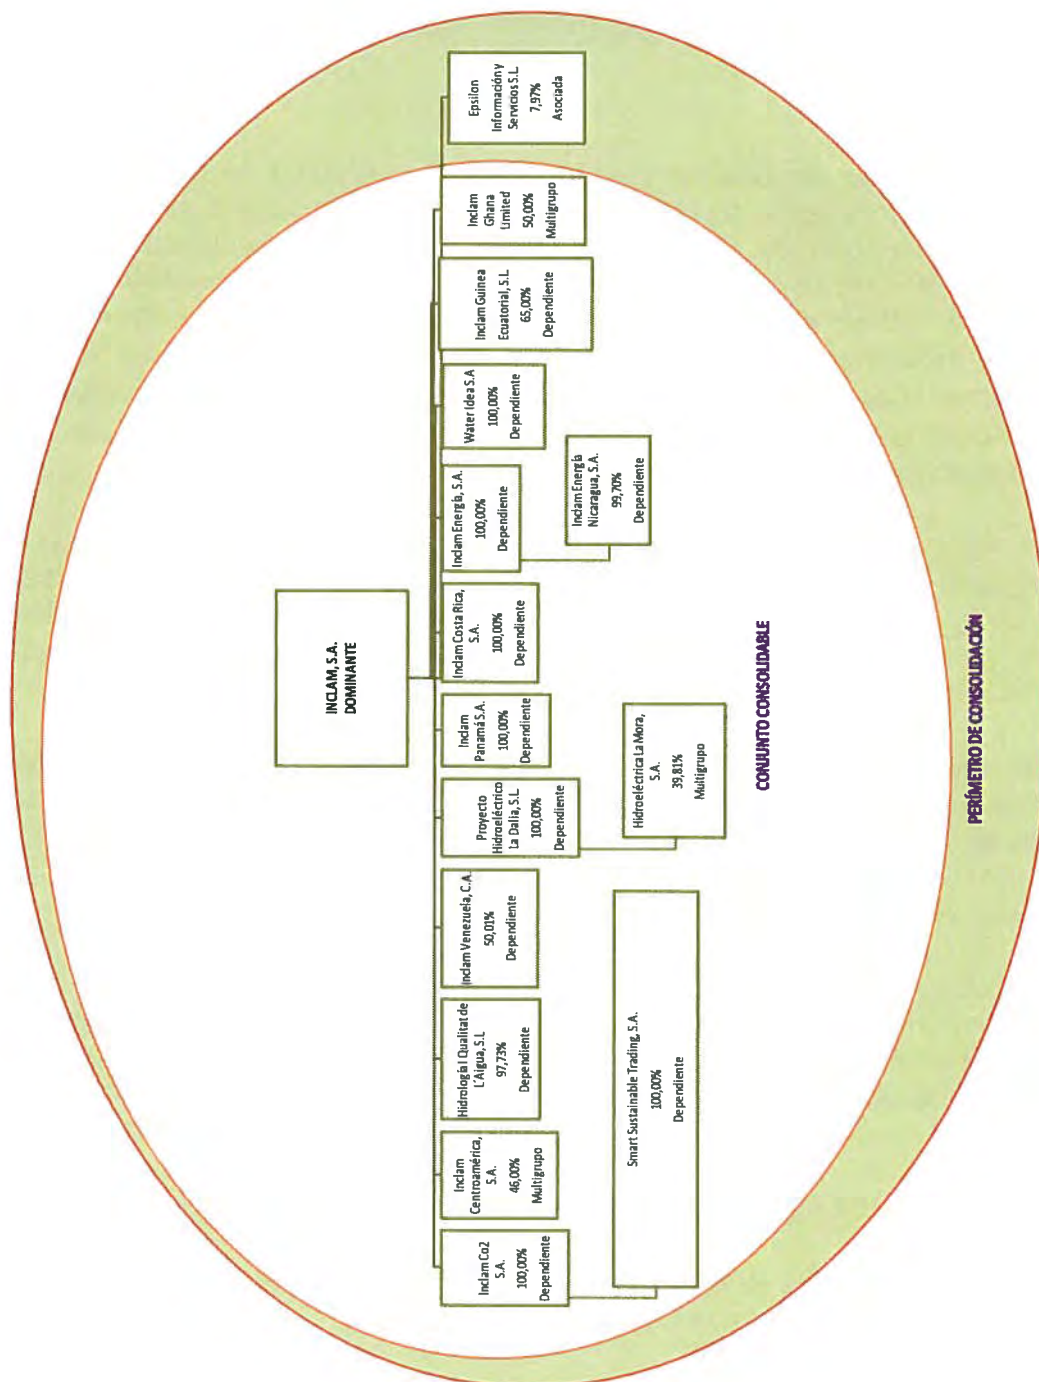 INCLAM, S.A.
DOMINANTE
Inclam Co2
S.A.
100,00%
Dependiente
Inclam
Centroamérica,
S.A.
46,00%
Multigrupo
Hidrología I Qualitat de
L'Aigua, S.L
97,73%
Dependiente
Inclam Venezuela, C.A.
50,01%
Dependiente
Proyecto
Hidroeléctrico
La Dalia, S.L
100,00%
Dependiente
Inclam
Panamá S.A.
100,00%
Dependiente
Inclam Costa Rica,
S.A.
100,00%
Dependiente
Inclam Energía, S.A.
100,00%
Dependiente
Water Idea S.A
100,00%
Dependiente
Inclam Guinea
Ecuatorial, S.L.
65,00%
Dependiente
Inclam
Ghana
Limited
50,00%
Multigrupo
Epsilon
Información y
Servicios S.L.
7,97%
Asociada
Smart Sustainable Trading, S.A.
100,00%
Dependiente
Hidroeléctrica La Mora,
S.A.
39,81%
Multigrupo
Inclam Energía
Nicaragua, S.A.
99,70%
Dependiente
CONJUNTO CONSOLIDABLE
PERÍMETRO DE CONSOLIDACIÓN